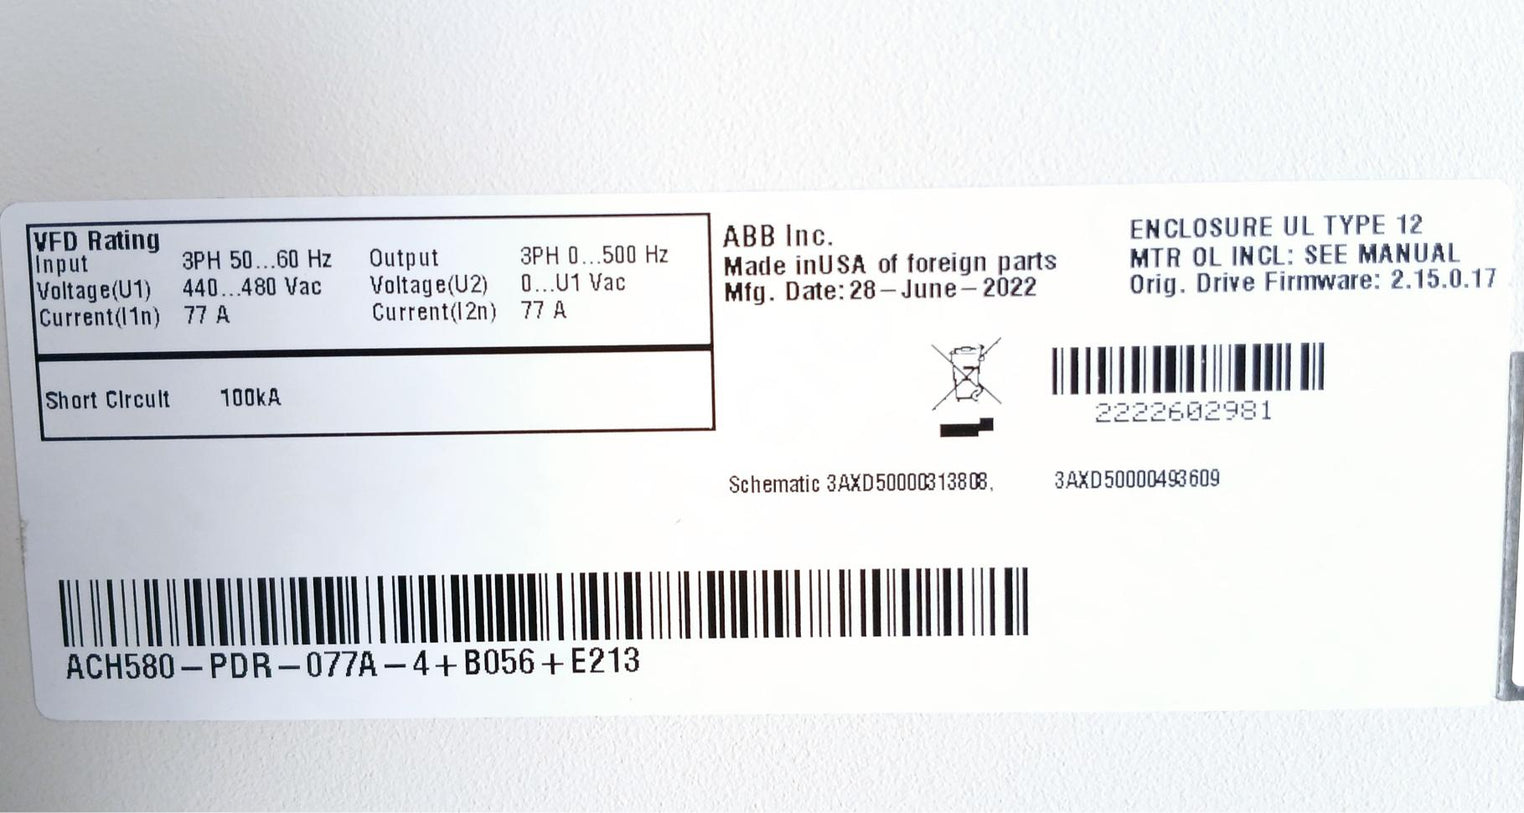 VFD Rating
Input 3PH 50...60 Hz Output 3PH 0...500 Hz
Voltage(U1) 440...480 Vac Voltage(U2) 0...U1 Vac
Current(I1n) 77 A Current(I2n) 77 A
Short Circuit 100kA
ABB Inc.
Made inUSA of foreign parts
Mfg. Date: 28-June-2022
ENCLOSURE UL TYPE 12
MTR OL INCL: SEE MANUAL
Orig. Drive Firmware: 2.15.0.17
2222602981
Schematic 3AXD50000313808, 3AXD50000493609
ACH580-PDR-077A-4+B056+E213